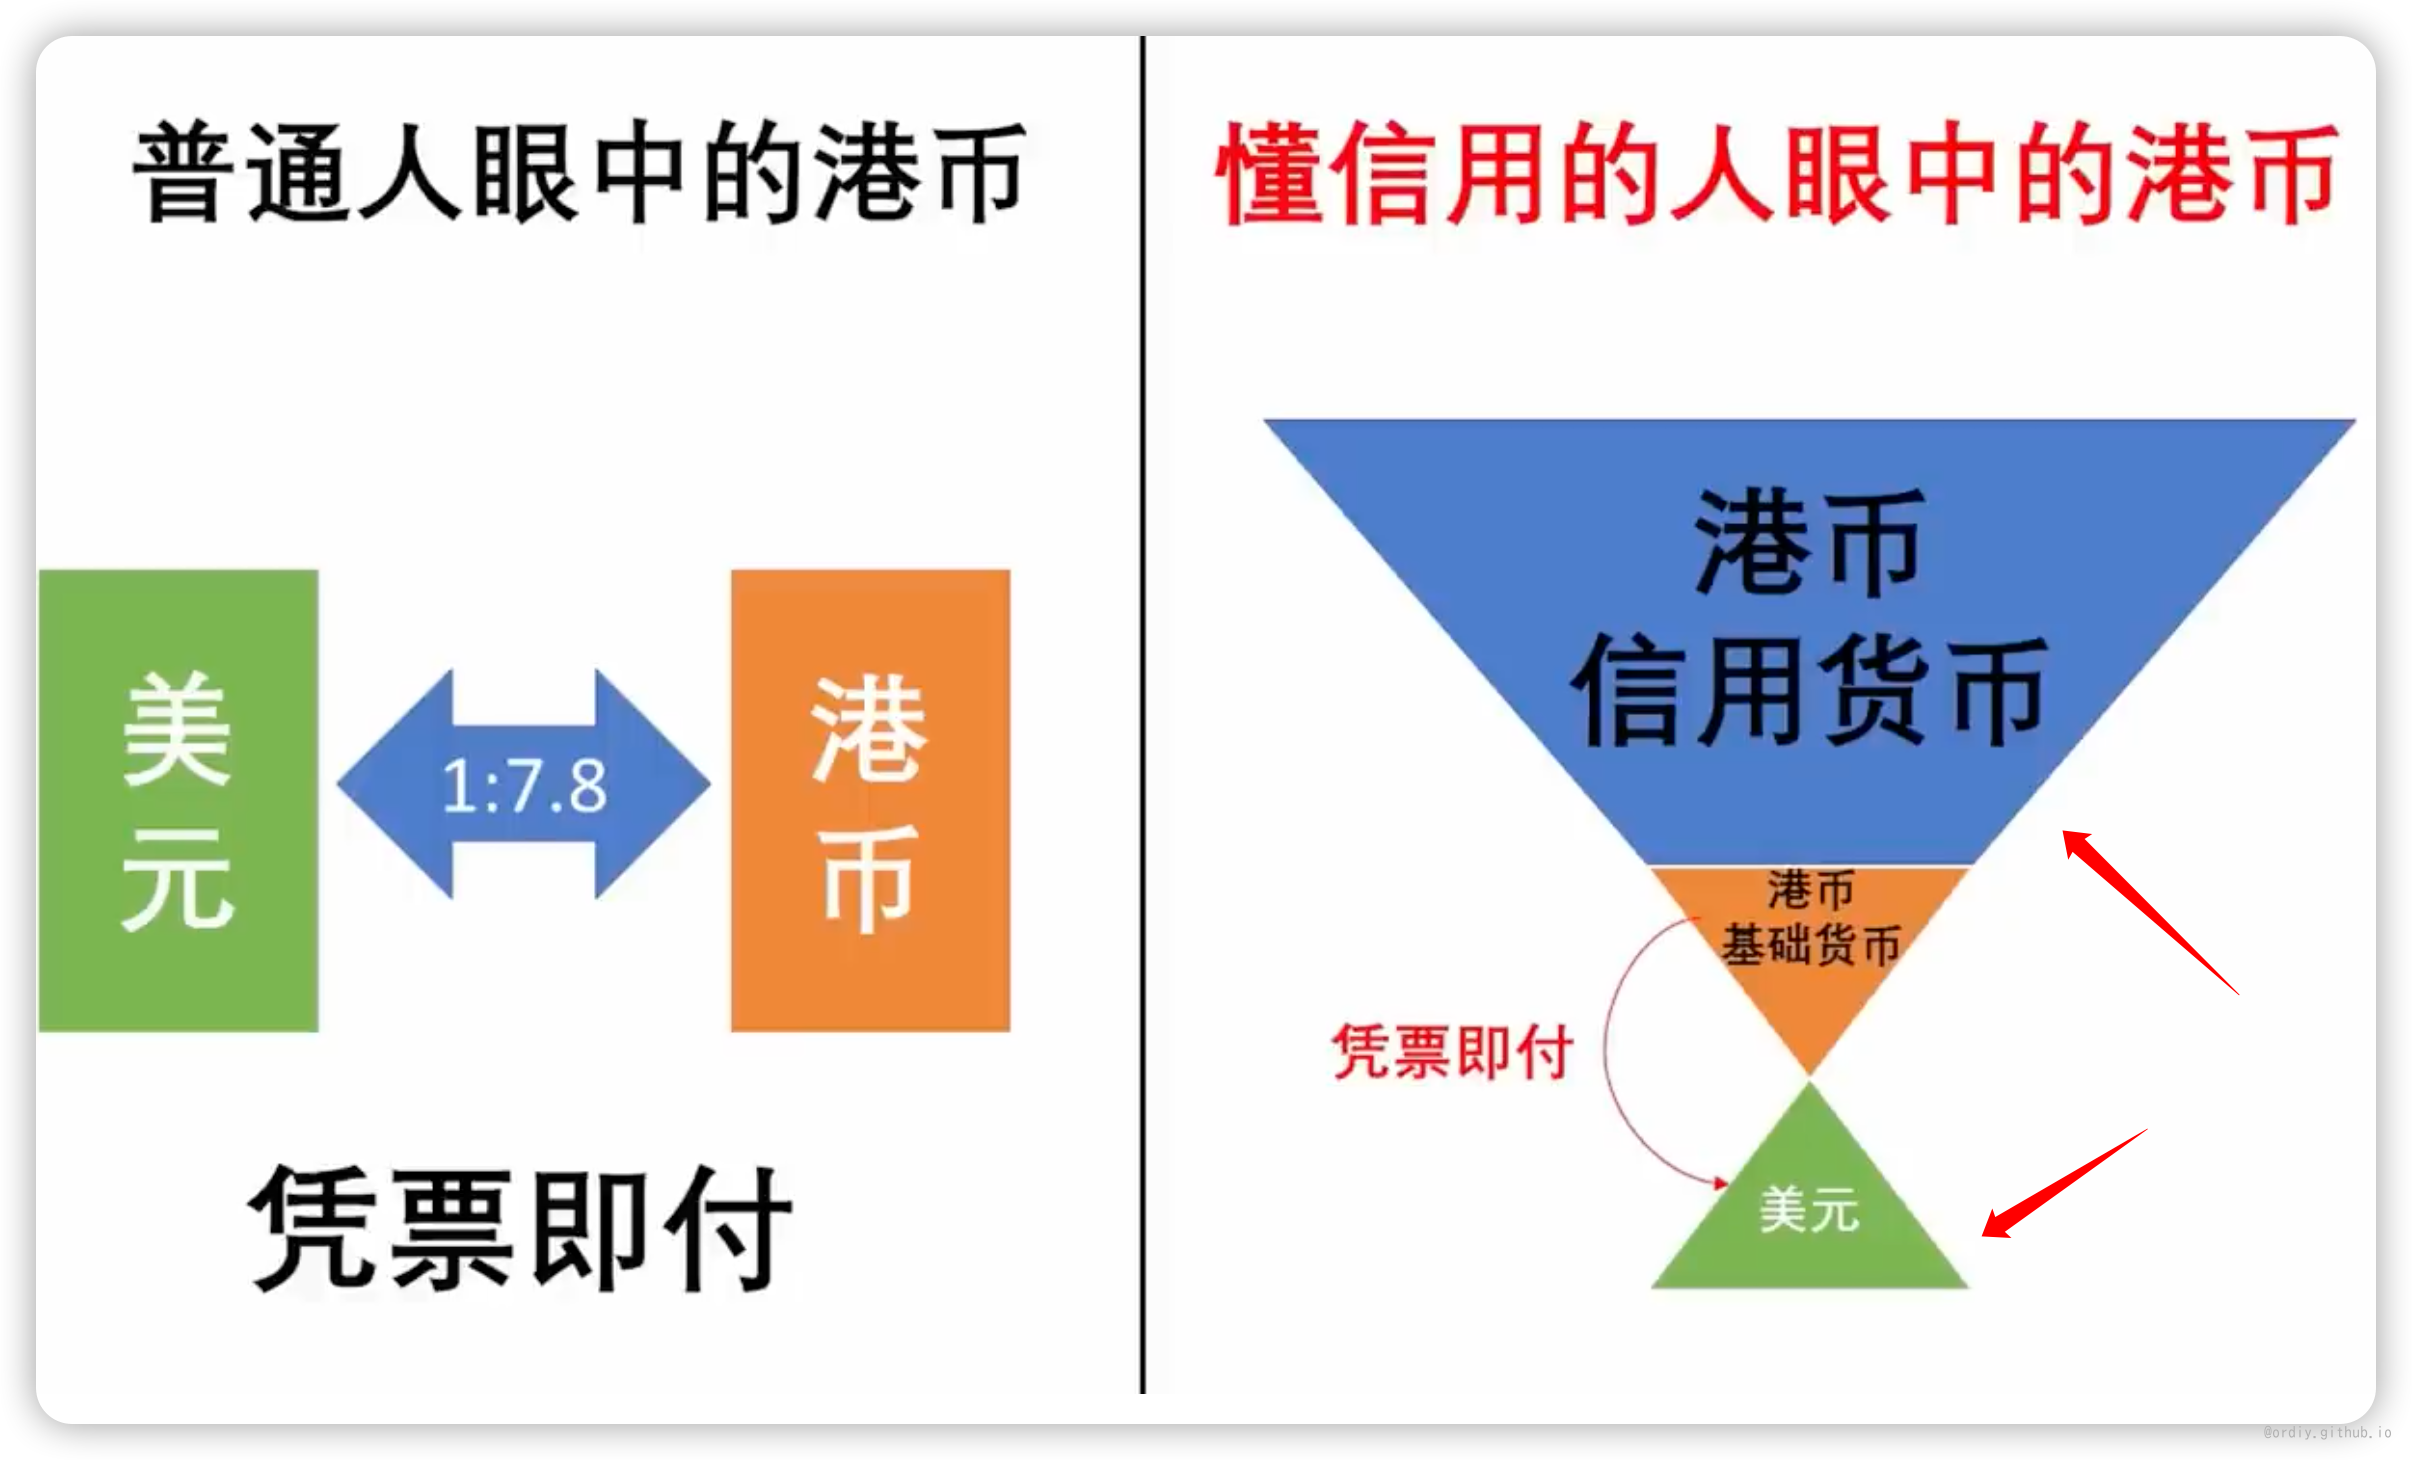 普通人眼中的港币
美元
1:7.8
港币
凭票即付
懂信用的人眼中的港币
港币
信用货币
港币
基础货币
凭票即付
美元
@ordiy.github.io